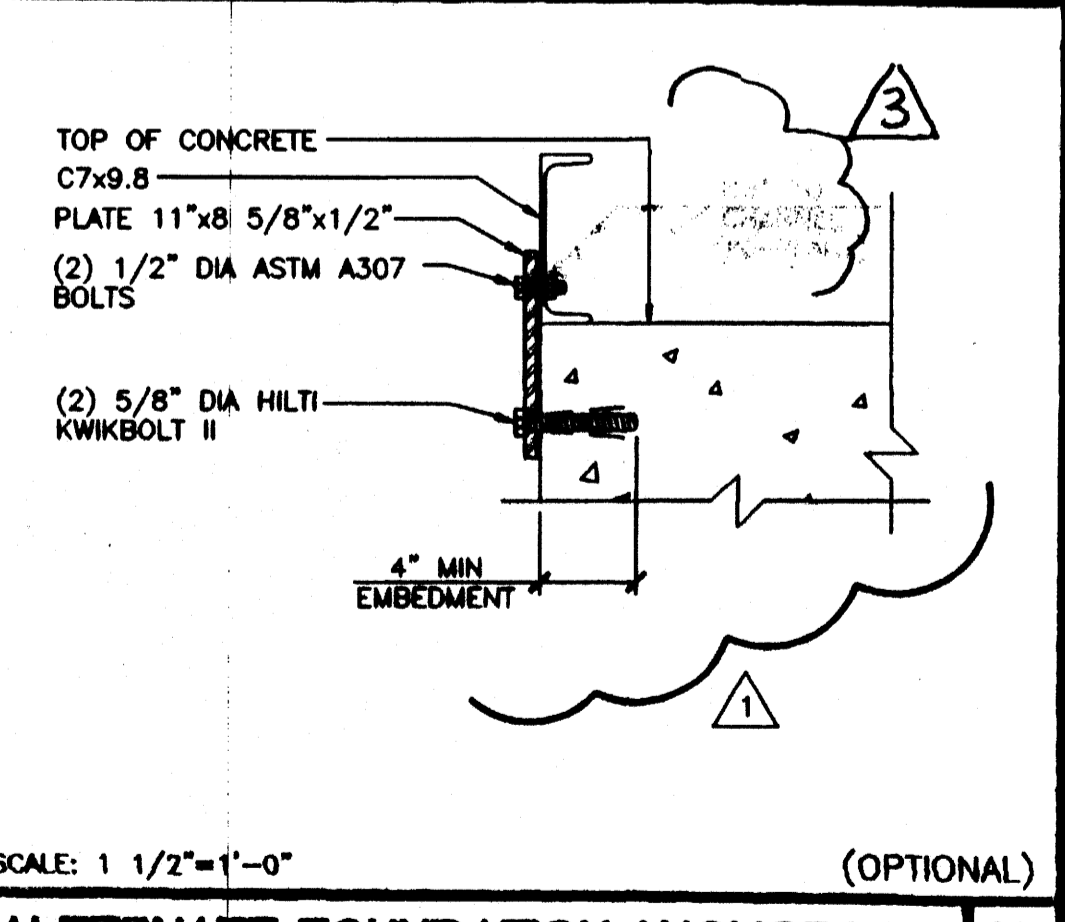 3
TOP OF CONCRETE
C7x9.8
PLATE 11"x8 5/8"x1/2"
(2) 1/2" DIA ASTM A307
BOLTS
(2) 5/8" DIA HILTI
KWIKBOLT II
4" MIN
EMBEDMENT
1
SCALE: 1 1/2"=1'-0"
(OPTIONAL)